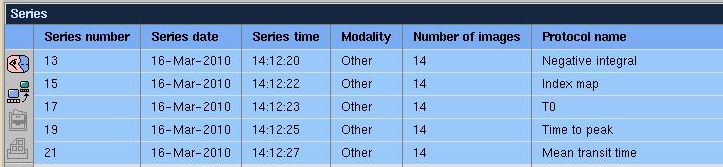 Series
Series number Series date Series time Modality Number of images Protocol name
13 16-Mar-2010 14:12:20 Other 14 Negative integral
15 16-Mar-2010 14:12:22 Other 14 Index map
17 16-Mar-2010 14:12:23 Other 14 T0
19 16-Mar-2010 14:12:25 Other 14 Time to peak
21 16-Mar-2010 14:12:27 Other 14 Mean transit time